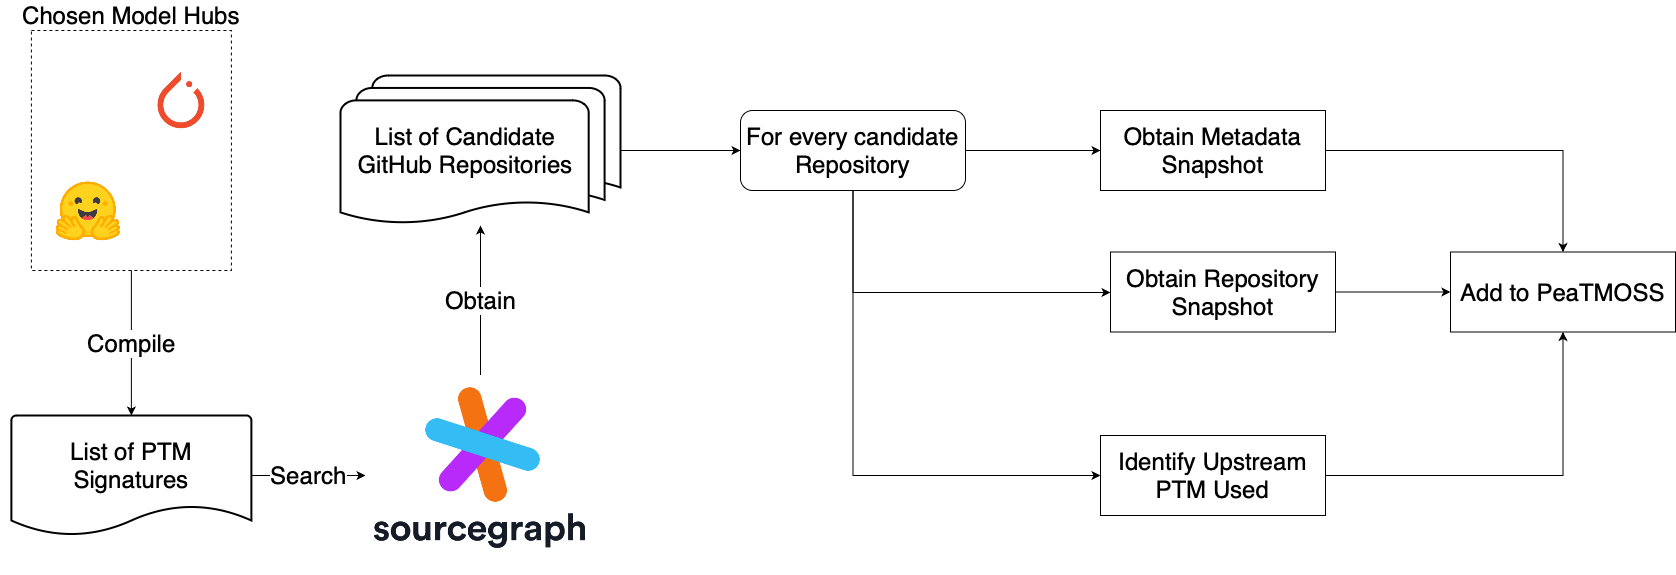 Chosen Model Hubs
Compile
List of PTM
Signatures
Search
sourcegraph
Obtain
List of Candidate
GitHub Repositories
For every candidate
Repository
Obtain Metadata
Snapshot
Obtain Repository
Snapshot
Identify Upstream
PTM Used
Add to PeaTMOSS